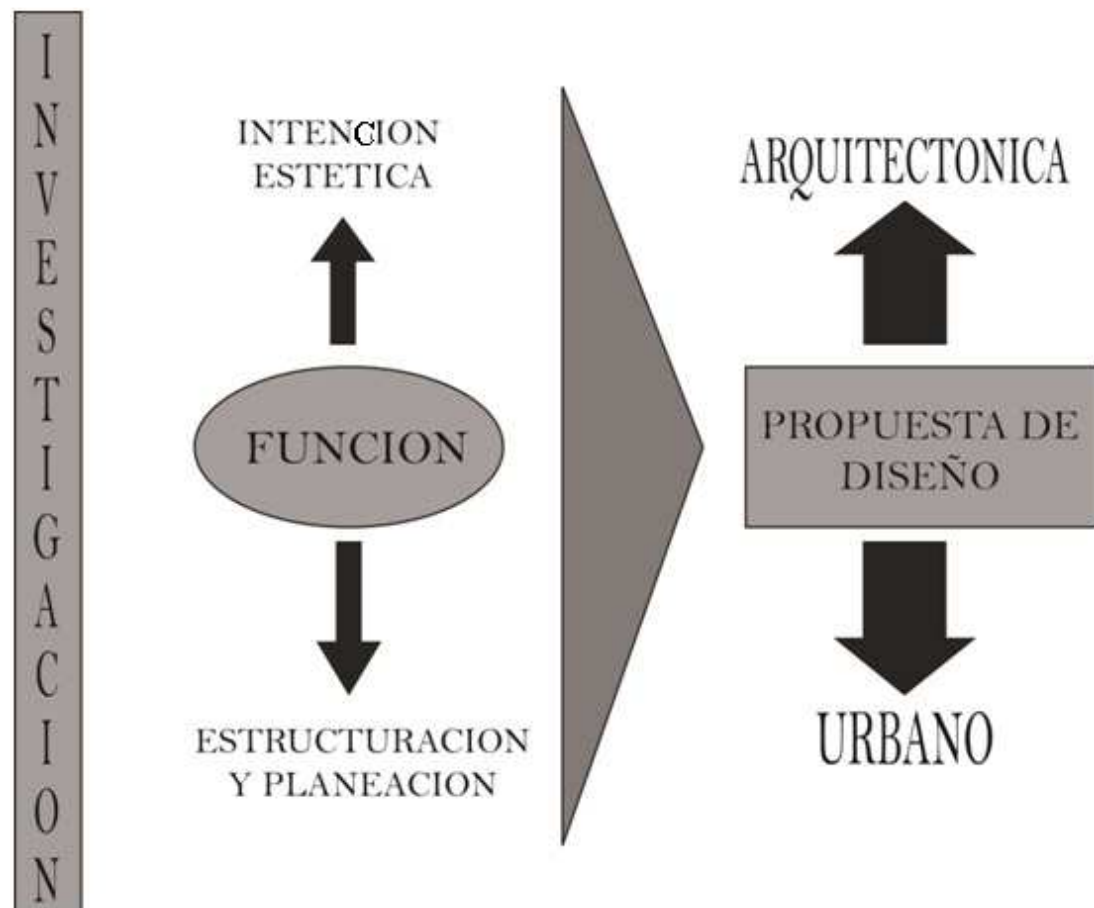 INVESTIGACION
INTENCION
ESTETICA
FUNCION
ESTRUCTURACION
Y PLANEACION
ARQUITECTONICA
PROPUESTA DE
DISEÑO
URBANO